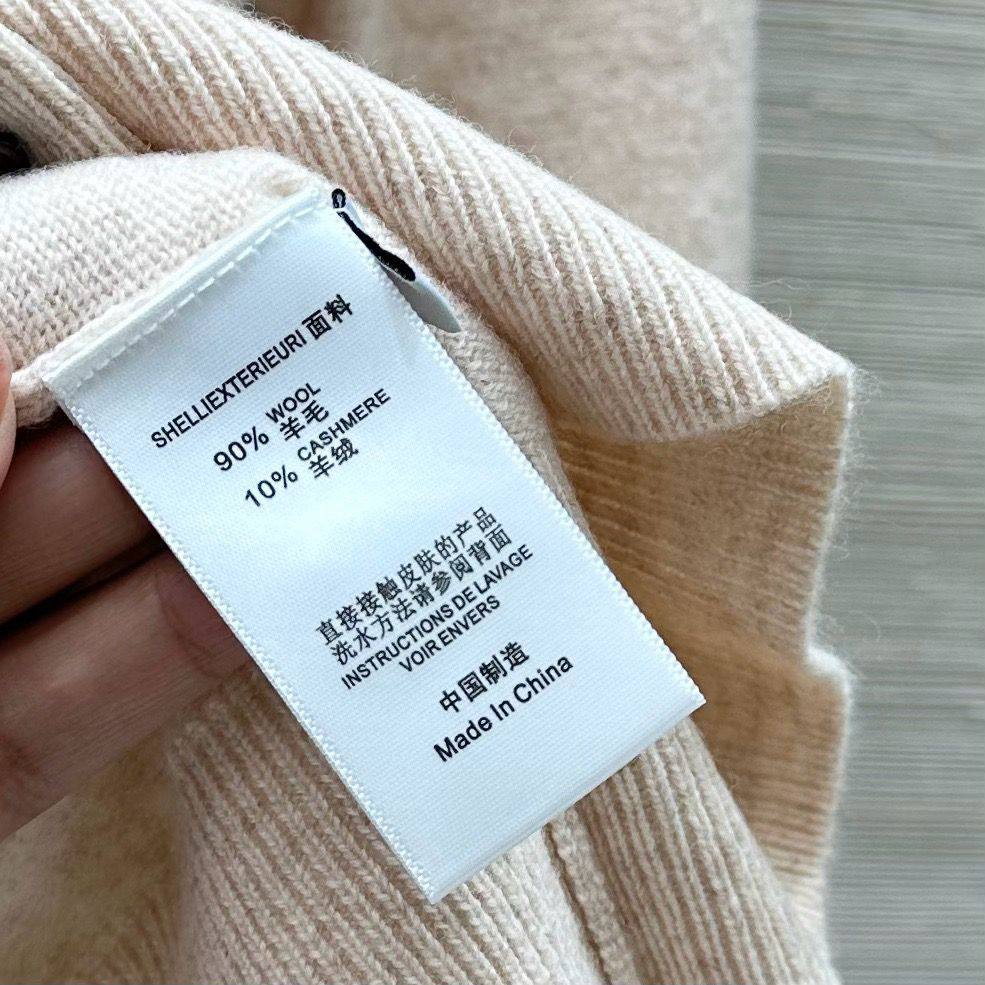 SHELLIEXTERIEURI 面料
90% WOOL 羊毛
10% CASHMERE 羊绒
直接接触皮肤的产品
洗水方法请参阅背面
INSTRUCTIONS DE LAVAGE
VOIR ENVERS
中国制造
Made In China